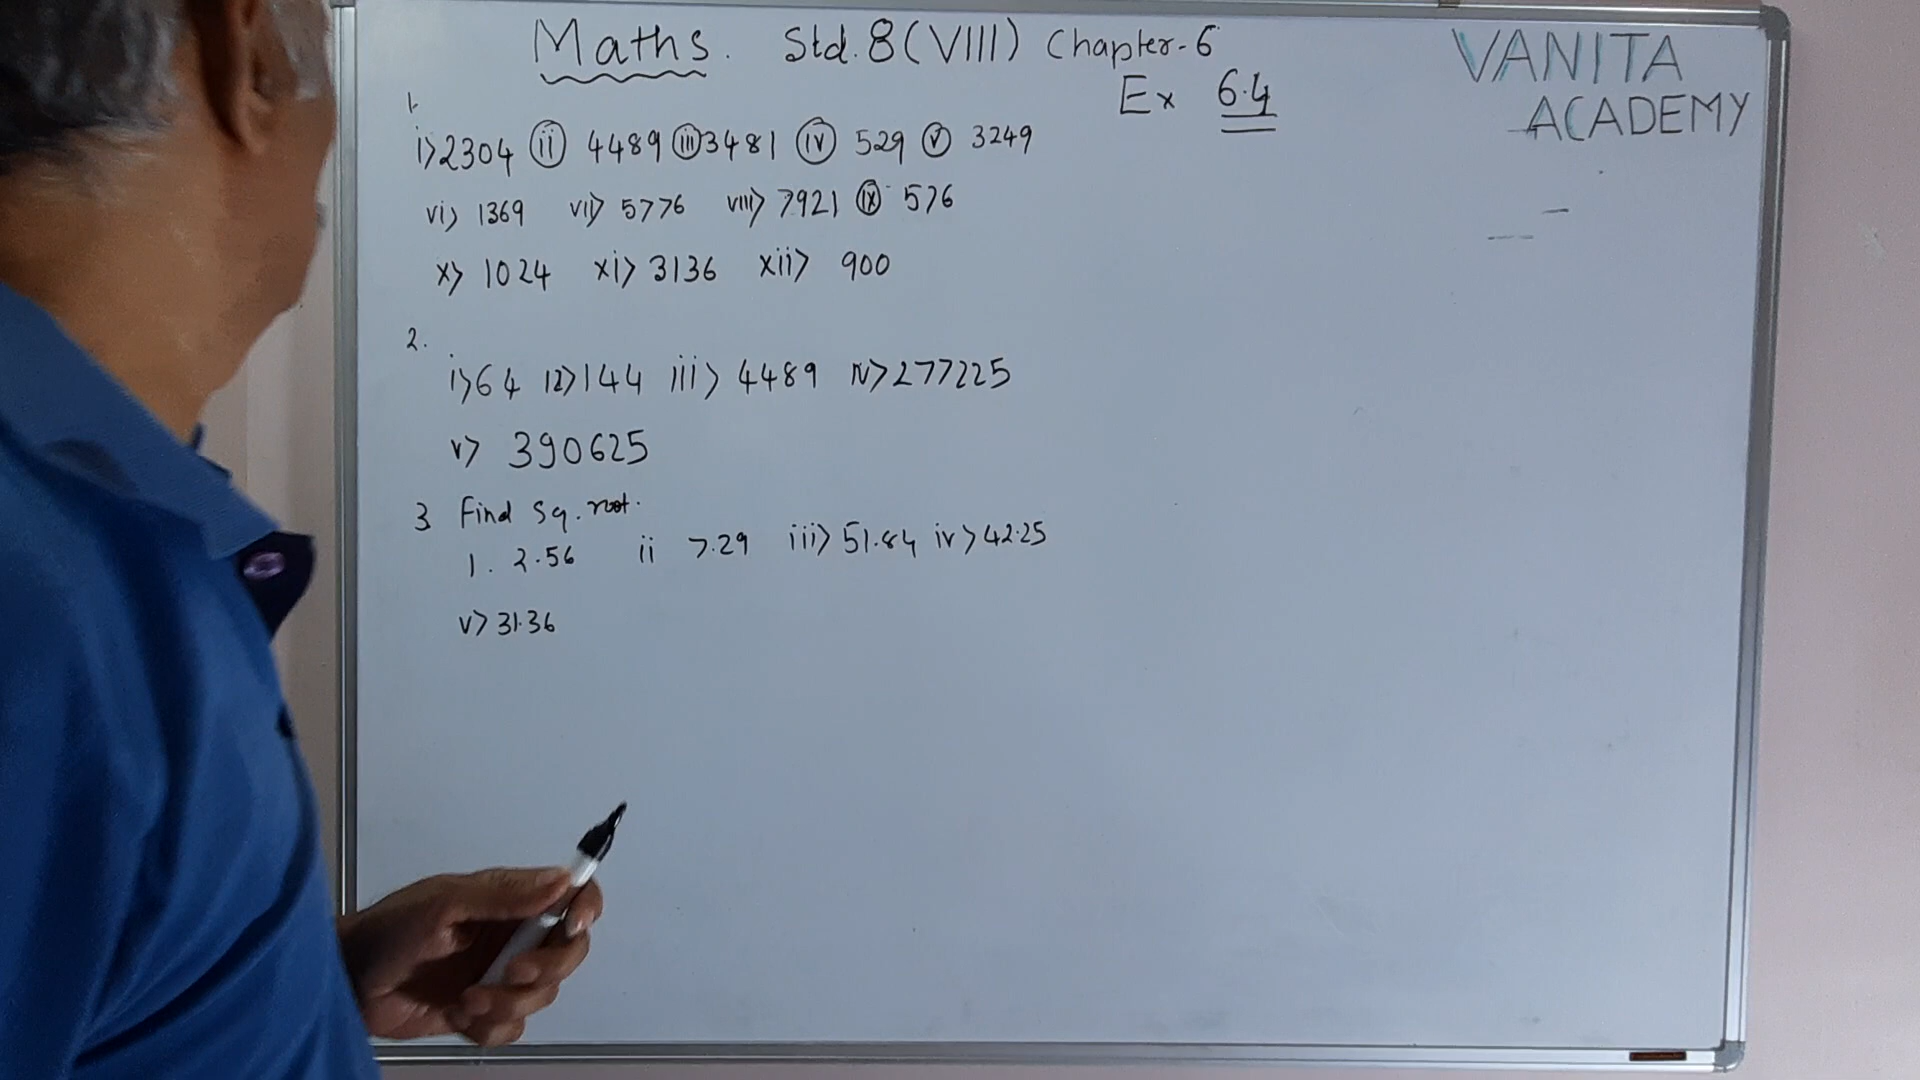 Maths. Std. 8 (VIII) Chapter-6
Ex 6.4
VANITA
ACADEMY
1.
i> 2304 ii 4489 iii 3481 iv 529 v 3249
vi> 1369 vii> 5776 viii> 7921 ix 576
x> 1024 xi> 3136 xii> 900
2.
i> 64 12> 144 iii> 4489 iv> 277225
v> 390625
3 Find Sq. root.
1. 2.56 ii 7.29 iii> 51.84 iv> 42.25
v> 31.36